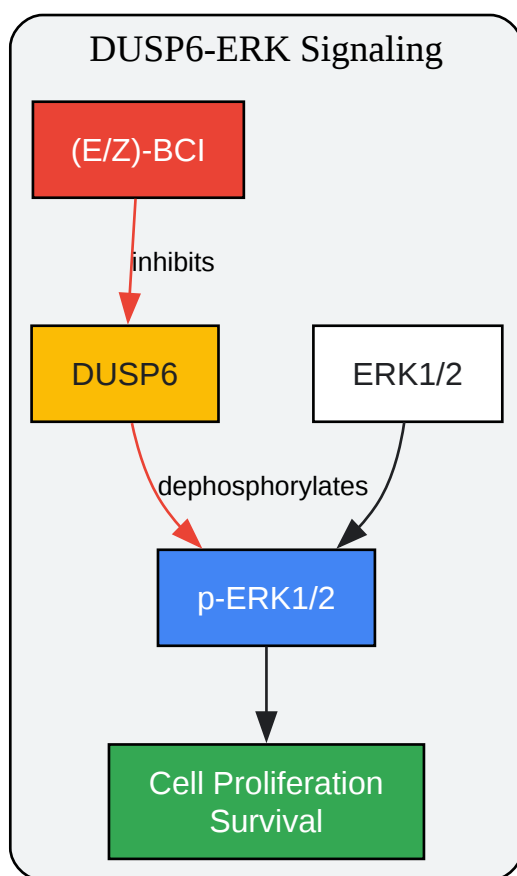 DUSP6-ERK Signaling
(E/Z)-BCI
inhibits
DUSP6
ERK1/2
dephosphorylates
p-ERK1/2
Cell Proliferation
Survival